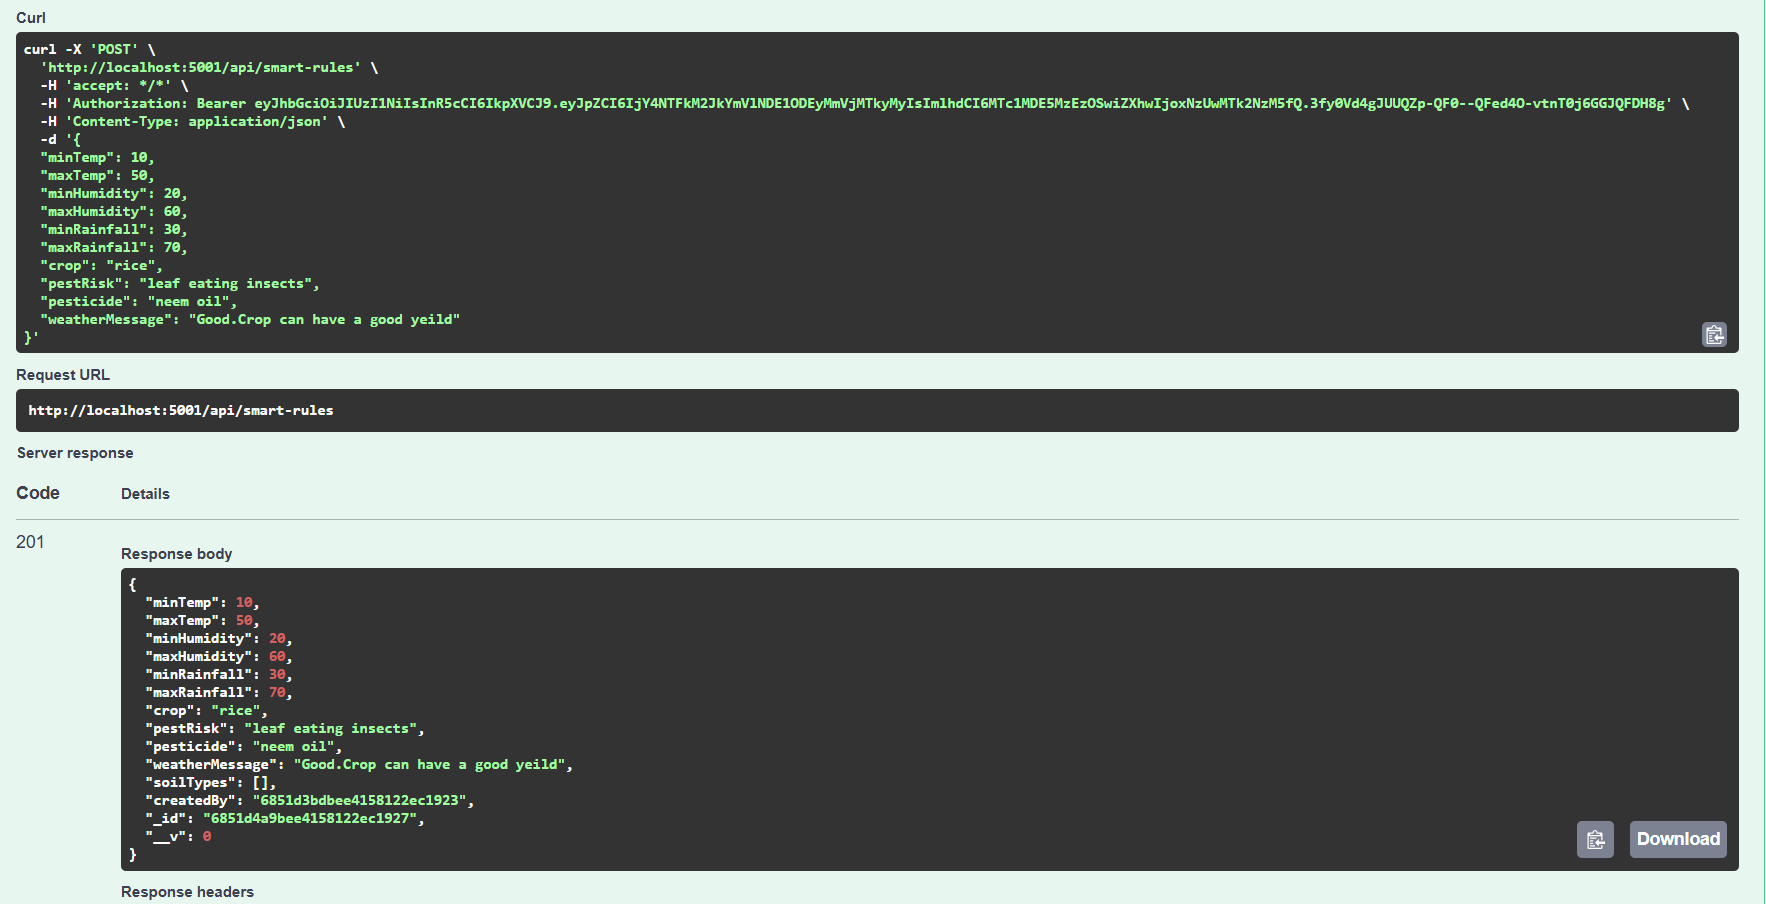 Curl
curl -X 'POST' \
'http://localhost:5001/api/smart-rules' \
-H 'accept: */*' \
-H 'Authorization: Bearer eyJhbGciOiJIUzI1NiIsInR5cCI6IkpXVCJ9.eyJpZCI6IjY4NTFkM2JkYmVlNDE1ODEyMmVjMTkyMyIsImlhdCI6MTc1MDE5MzEzOSwiZXhwIjoxNzUwMTk2NzM5fQ.3fy0Vd4gJUUQZp-QF0--QFed4O-vtnT0j6GGJQFDH8g' \
-H 'Content-Type: application/json' \
-d '{
"minTemp": 10,
"maxTemp": 50,
"minHumidity": 20,
"maxHumidity": 60,
"minRainfall": 30,
"maxRainfall": 70,
"crop": "rice",
"pestRisk": "leaf eating insects",
"pesticide": "neem oil",
"weatherMessage": "Good.Crop can have a good yeild"
}'
Request URL
http://localhost:5001/api/smart-rules
Server response
Code Details
201
Response body
{
"minTemp": 10,
"maxTemp": 50,
"minHumidity": 20,
"maxHumidity": 60,
"minRainfall": 30,
"maxRainfall": 70,
"crop": "rice",
"pestRisk": "leaf eating insects",
"pesticide": "neem oil",
"weatherMessage": "Good.Crop can have a good yeild",
"soilTypes": [],
"createdBy": "6851d3bdbee4158122ec1923",
"_id": "6851d4a9bee4158122ec1927",
"__v": 0
}
Download
Response headers